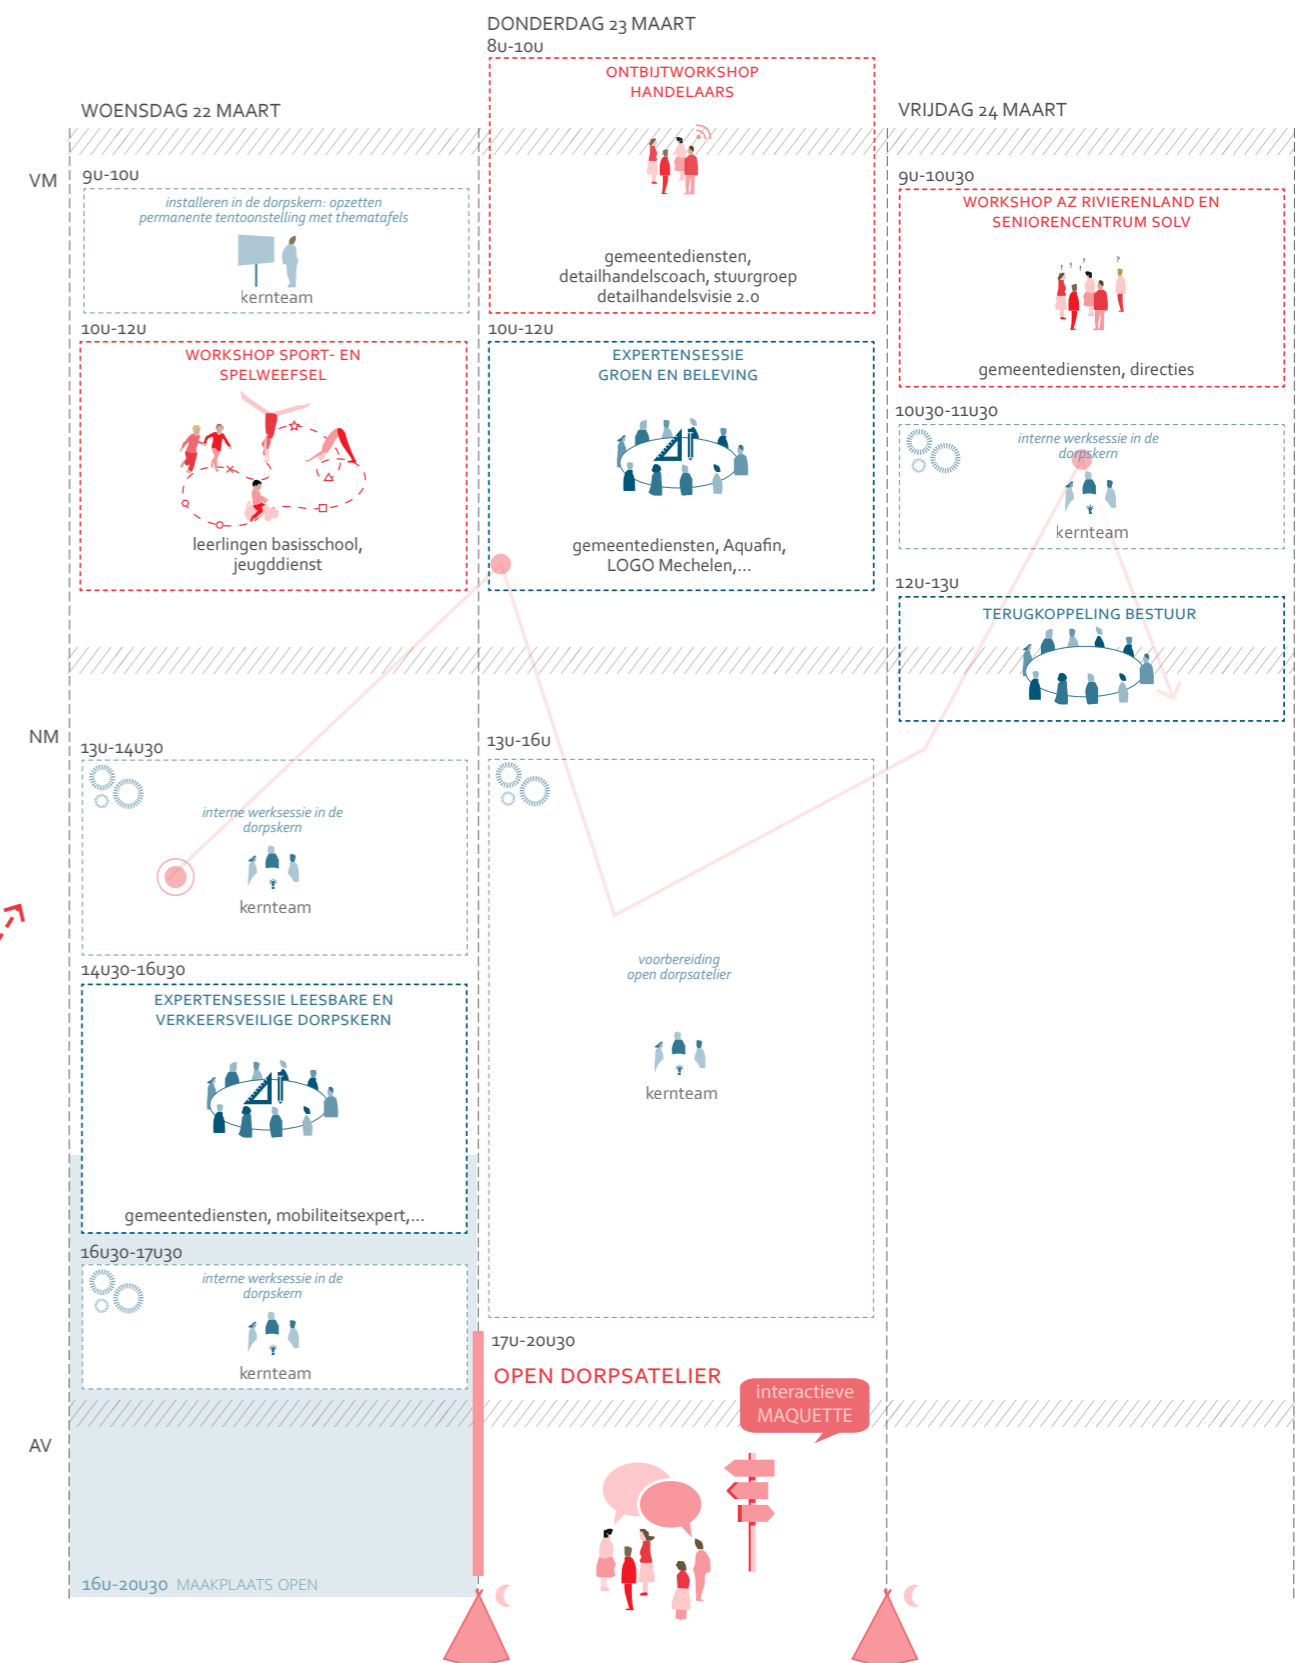 DONDERDAG 23 MAART
8U-10U
ONTBIJTWORKSHOP
HANDELAARS
gemeentediensten,
detailhandelscoach, stuurgroep
detailhandelsvisie 2.0
WOENSDAG 22 MAART
VRIJDAG 24 MAART
VM
9U-10U
installeren in de dorpskern: opzetten
permanente tentoonstelling met thematafels
kernteam
9U-10U30
WORKSHOP AZ RIVIERENLAND EN
SENIORENCENTRUM SOLV
! ! ! ! ?
gemeentediensten, directies
10U-12U
WORKSHOP SPORT- EN
SPELWEEFSEL
leerlingen basisschool,
jeugddienst
10U-12U
EXPERTENSESSIE
GROEN EN BELEVING
gemeentediensten, Aquafin,
LOGO Mechelen,...
10U30-11U30
interne werksessie in de
dorpskern
kernteam
12U-13U
TERUGKOPPELING BESTUUR
NM
13U-14U30
interne werksessie in de
dorpskern
kernteam
13U-16U
voorbereiding
open dorpsatelier
kernteam
14U30-16U30
EXPERTENSESSIE LEESBARE EN
VERKEERSVEILIGE DORPSKERN
gemeentediensten, mobiliteitsexpert,...
16U30-17U30
interne werksessie in de
dorpskern
kernteam
17U-20U30
OPEN DORPSATELIER
interactieve
MAQUETTE
AV
16U-20U30 MAAKPLAATS OPEN